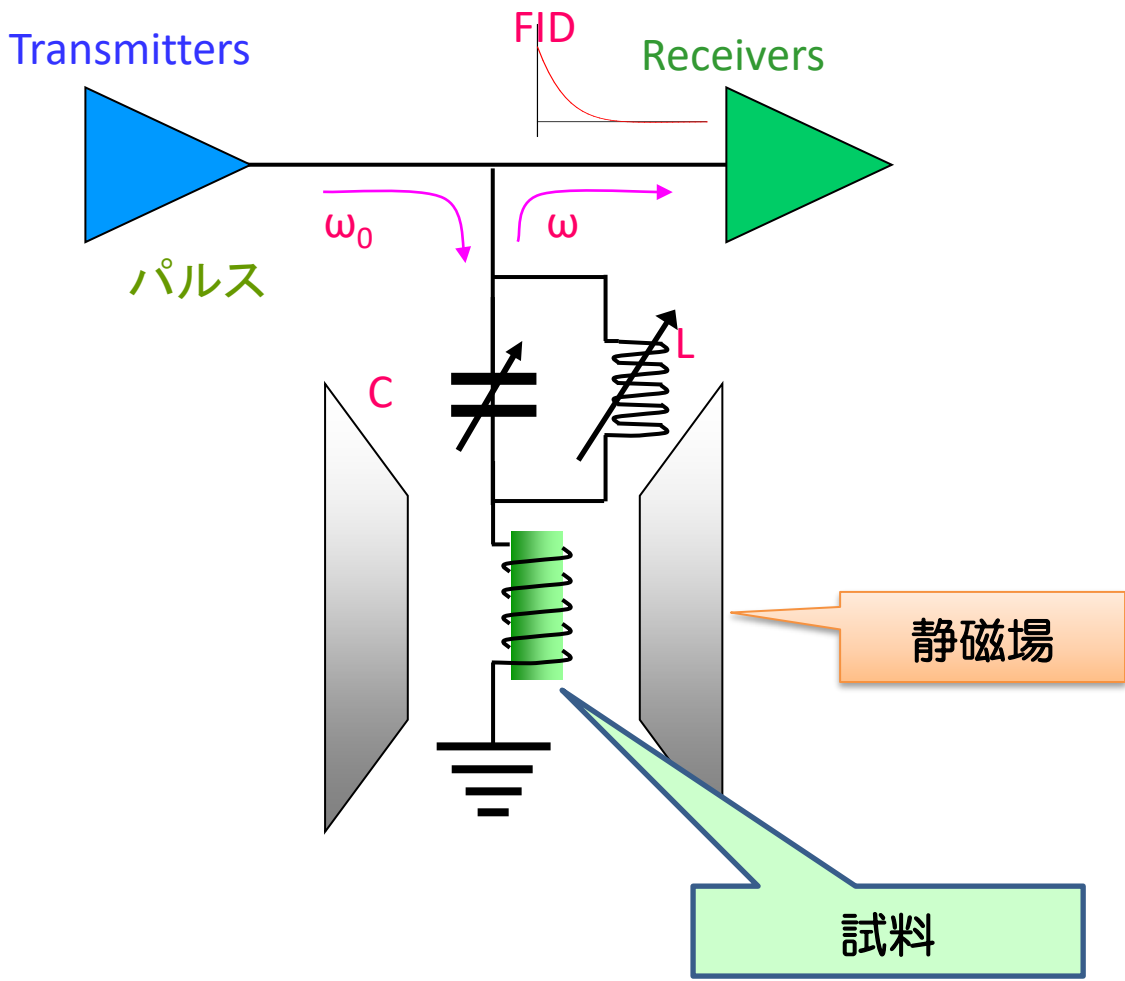 FID
Transmitters
Receivers
ω₀
ω
パルス
L
C
静磁場
試料